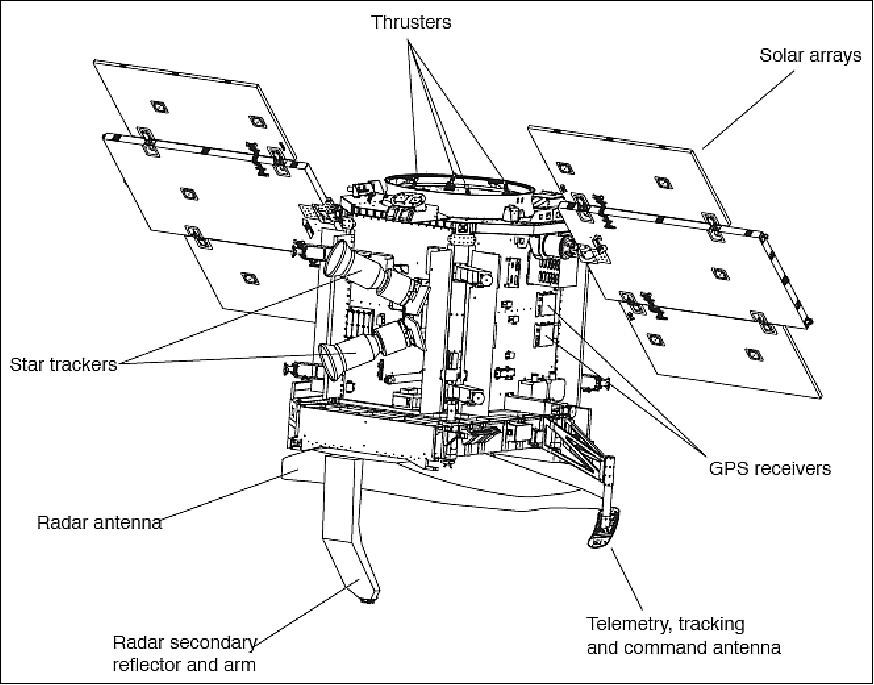 Thrusters
Solar arrays
Star trackers
GPS receivers
Radar antenna
Telemetry, tracking
and command antenna
Radar secondary
reflector and arm